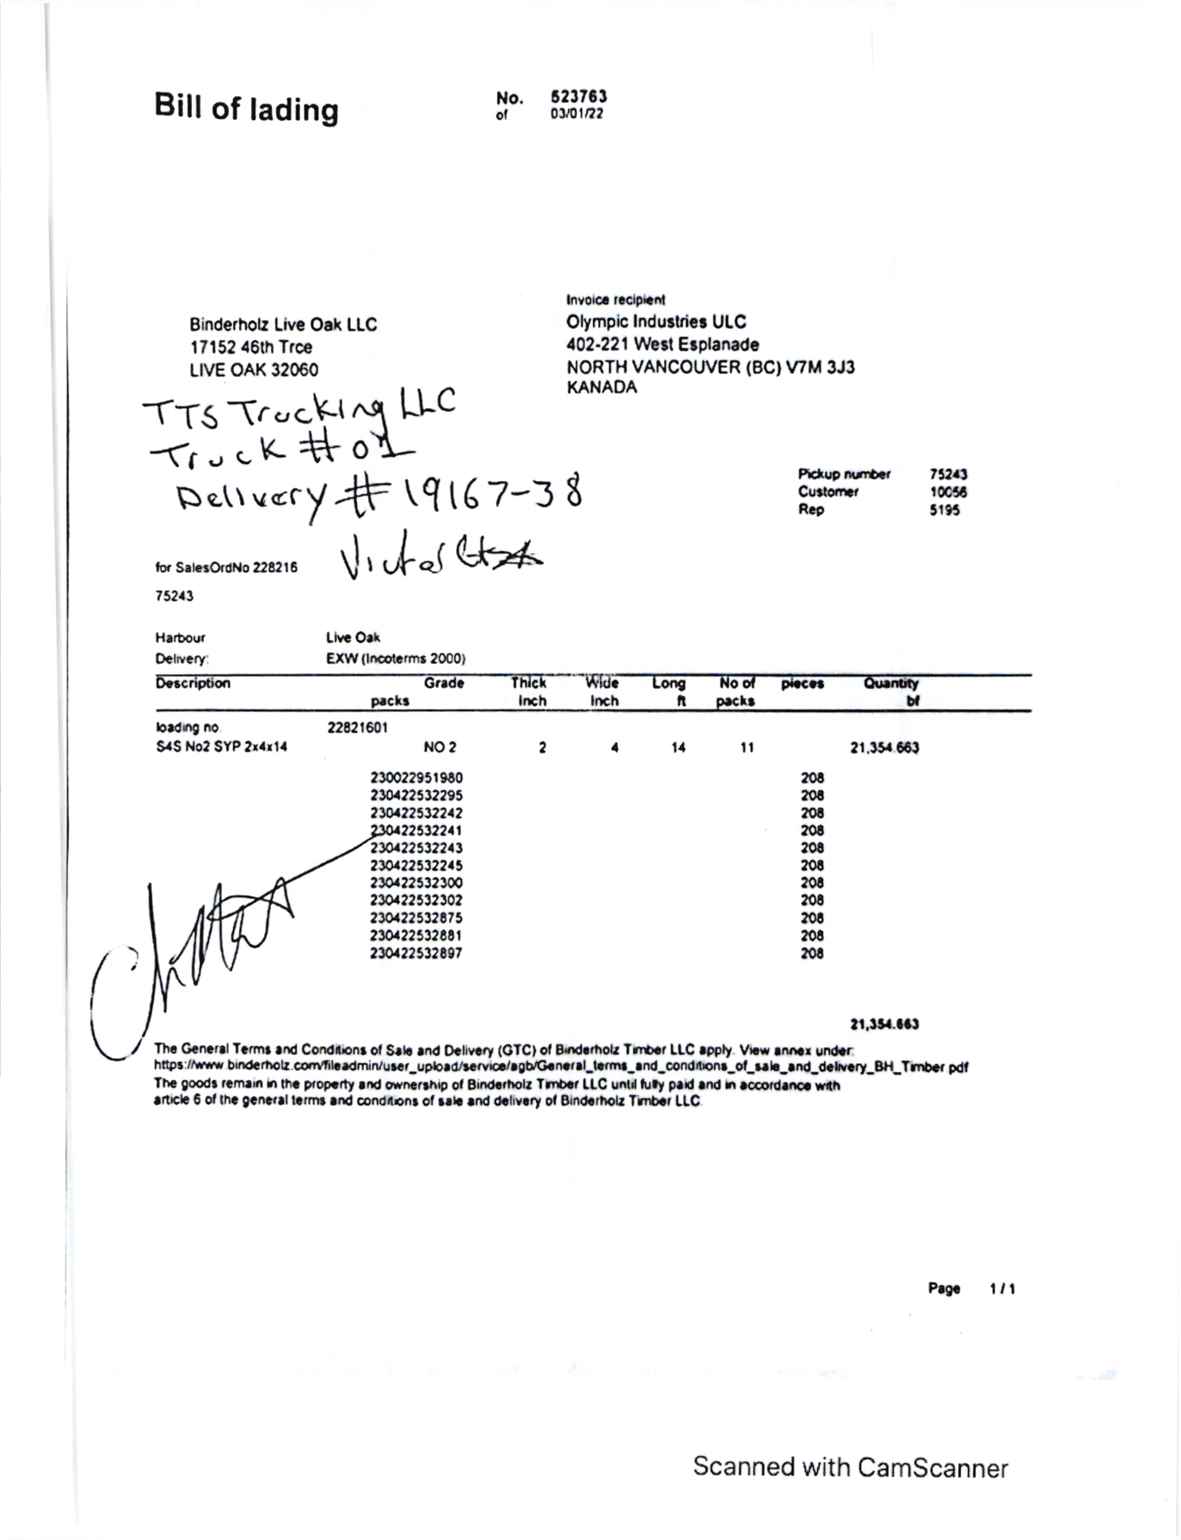 Bill of lading
No. 523763
of 03/01/22
Invoice recipient
Binderholz Live Oak LLC
17152 46th Trce
LIVE OAK 32060
Olympic Industries ULC
402-221 West Esplanade
NORTH VANCOUVER (BC) V7M 3J3
KANADA
TTS Trucking LLC
Truck #01
Delivery #19167-38
Victor
Pickup number 75243
Customer 10056
Rep 5195
for SalesOrdNo 228216
75243
Harbour Live Oak
Delivery: EXW (Incoterms 2000)
Description Grade Thick Wide Long No of pieces Quantity
packs Inch Inch ft packs bf
loading no 22821601
S4S No2 SYP 2x4x14 NO 2 2 4 14 11 21,354.663
230022951980 208
230422532295 208
230422532242 208
230422532241 208
230422532243 208
230422532245 208
230422532300 208
230422532302 208
230422532875 208
230422532881 208
230422532897 208
21,354.663
The General Terms and Conditions of Sale and Delivery (GTC) of Binderholz Timber LLC apply. View annex under:
https://www.binderholz.com/fileadmin/user_upload/service/agb/General_terms_and_conditions_of_sale_and_delivery_BH_Timber pdf
The goods remain in the property and ownership of Binderholz Timber LLC until fully paid and in accordance with
article 6 of the general terms and conditions of sale and delivery of Binderholz Timber LLC
Page 1 / 1
Scanned with CamScanner